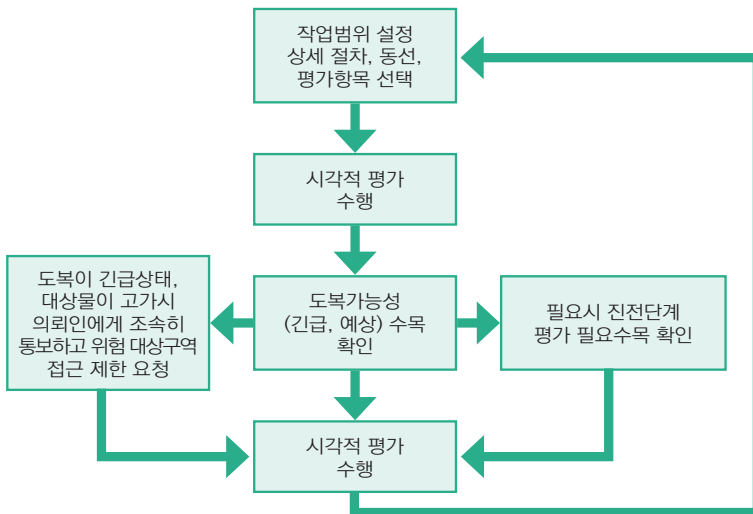 작업범위 설정
상세 절차, 동선,
평가항목 선택
시각적 평가
수행
도복이 긴급상태,
대상물이 고가시
의뢰인에게 조속히
통보하고 위험 대상구역
접근 제한 요청
도복가능성
(긴급, 예상) 수목
확인
필요시 진전단계
평가 필요수목 확인
시각적 평가
수행